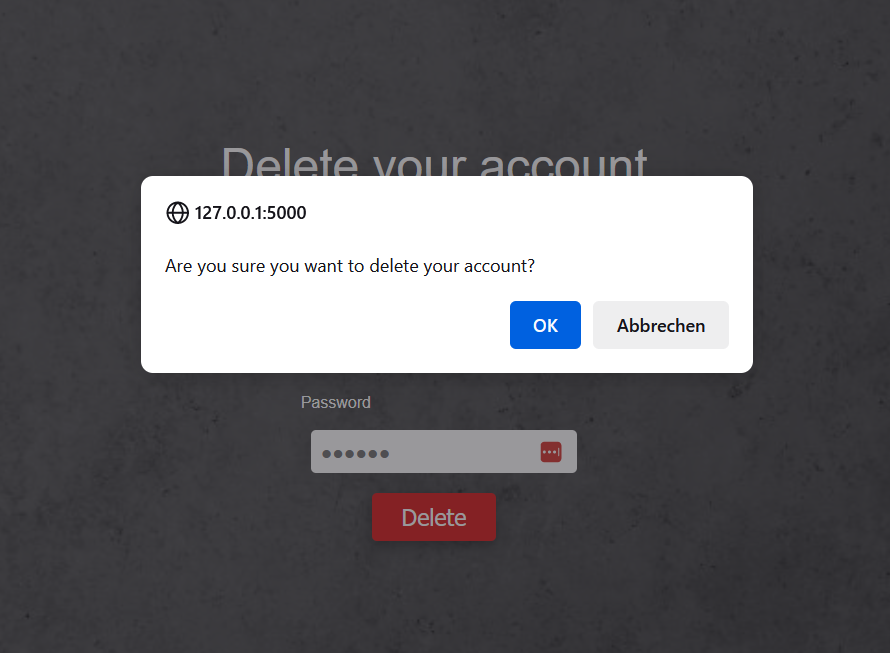 Delete your account
127.0.0.1:5000
Are you sure you want to delete your account?
OK
Abbrechen
Password
Delete